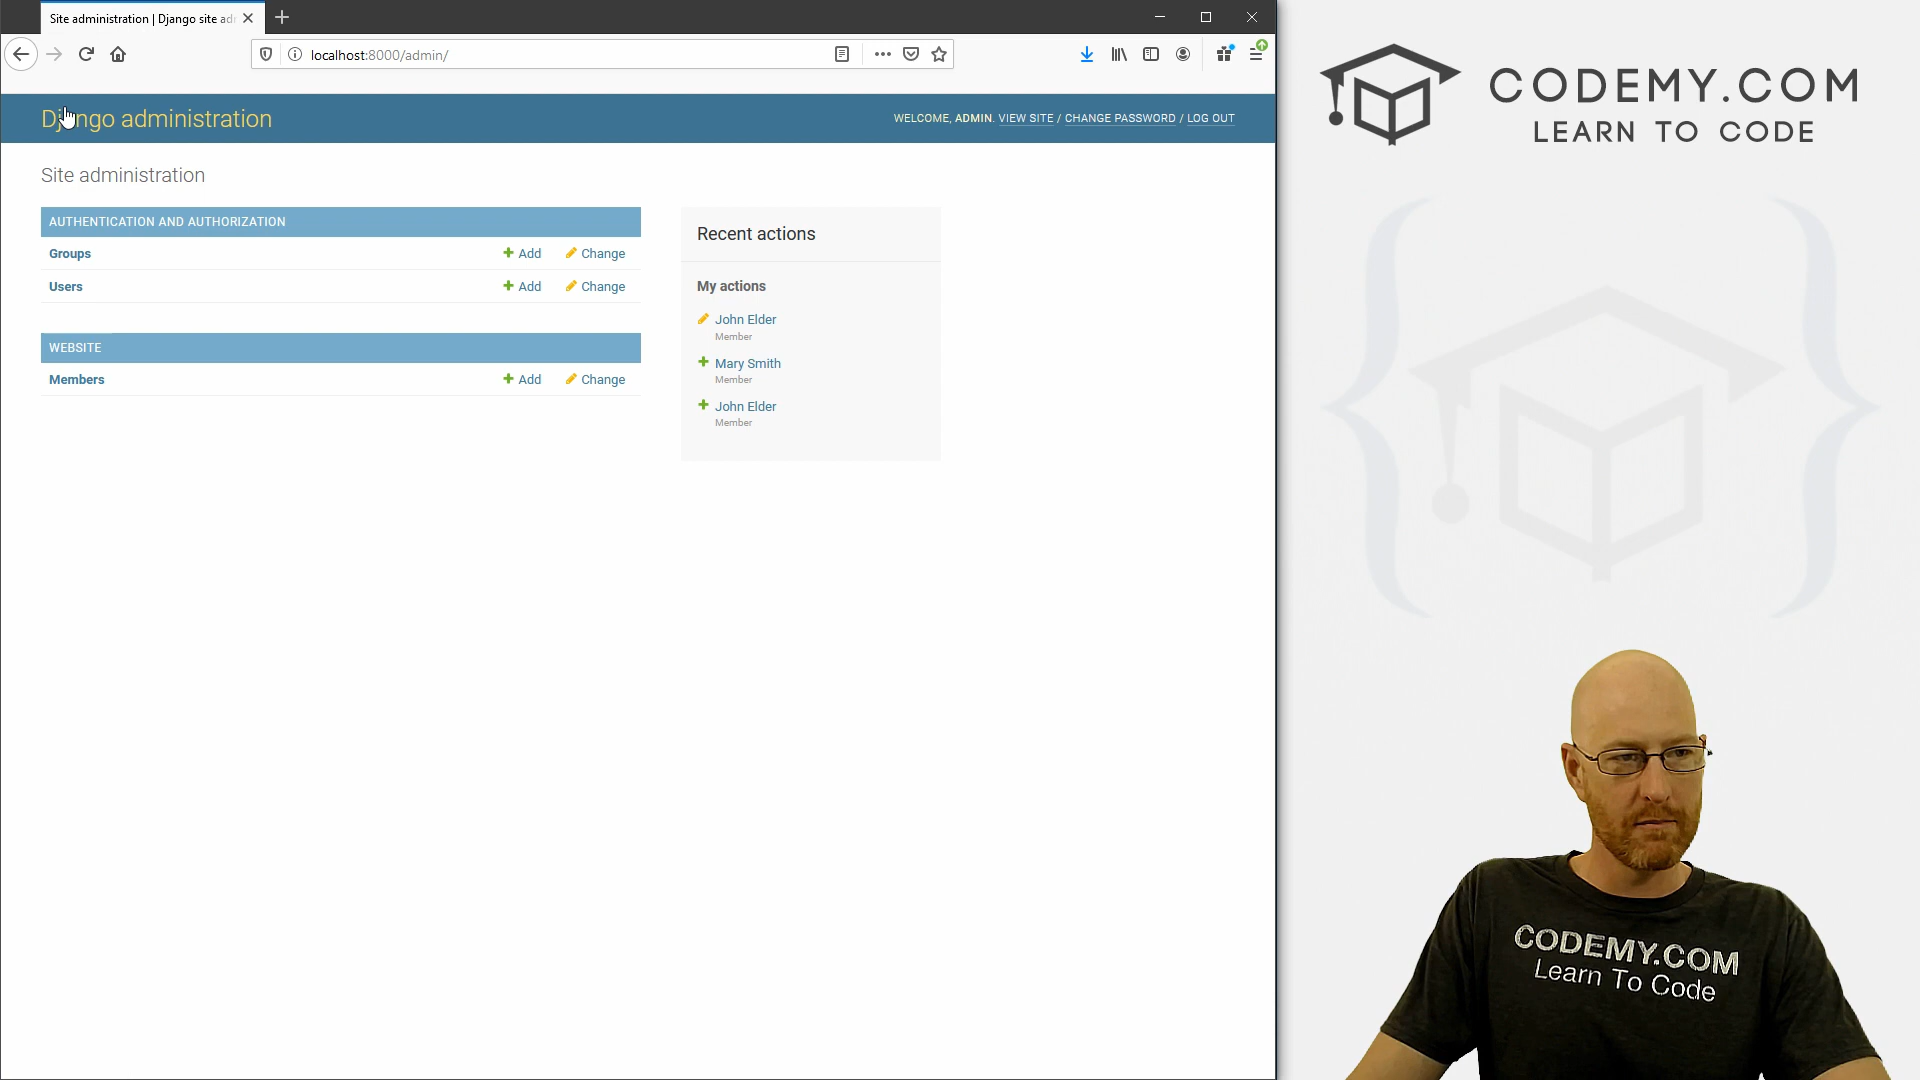 Site administration | Django site adr
localhost:8000/admin/
Django administration
WELCOME, ADMIN. VIEW SITE / CHANGE PASSWORD / LOG OUT
Site administration
AUTHENTICATION AND AUTHORIZATION
Groups Add Change
Users Add Change
WEBSITE
Members Add Change
Recent actions
My actions
John Elder
Member
Mary Smith
Member
John Elder
Member
CODEMY.COM
LEARN TO CODE
CODEMY.COM
Learn To Code